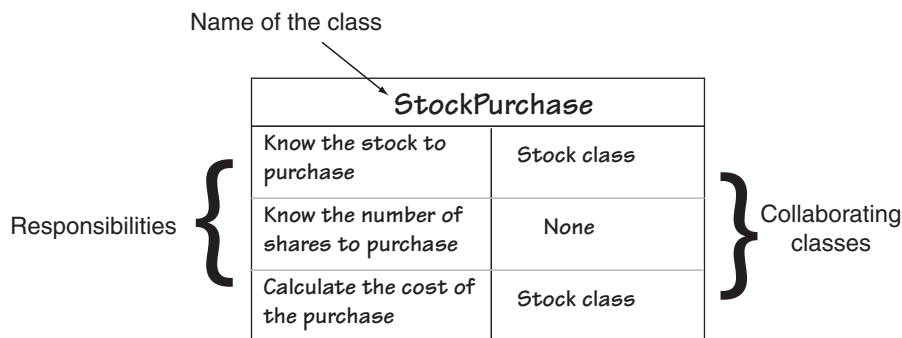 Name of the class
StockPurchase
Know the stock to
purchase
Stock class
Responsibilities
Know the number of
shares to purchase
None
Collaborating
classes
Calculate the cost of
the purchase
Stock class